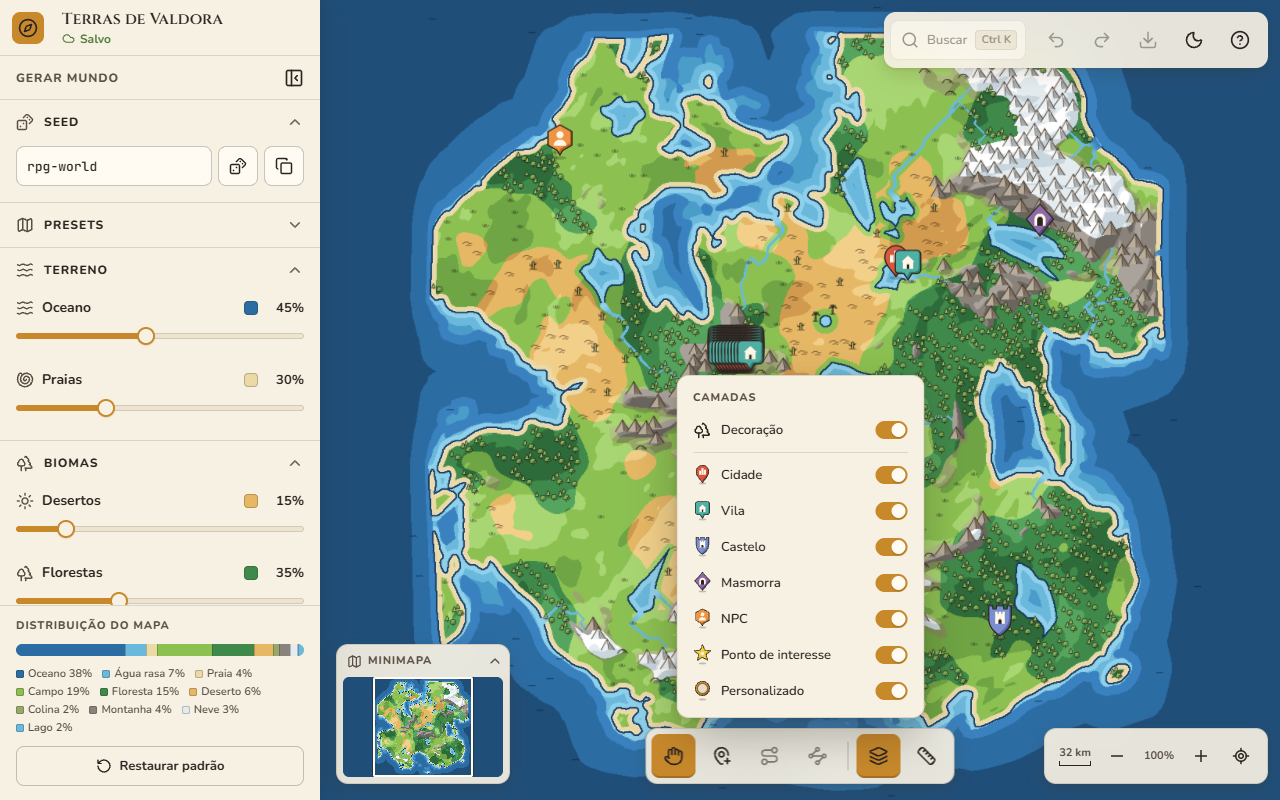 Terras de Valdora
Salvo
GERAR MUNDO
SEED
rpg-world
PRESETS
TERRENO
Oceano 45%
Praias 30%
BIOMAS
Desertos 15%
Florestas 35%
DISTRIBUIÇÃO DO MAPA
Oceano 38% Água rasa 7% Praia 4%
Campo 19% Floresta 15% Deserto 6%
Colina 2% Montanha 4% Neve 3%
Lago 2%
Restaurar padrão
Buscar Ctrl K
CAMADAS
Decoração
Cidade
Vila
Castelo
Masmorra
NPC
Ponto de interesse
Personalizado
MINIMAPA
32 km 100%